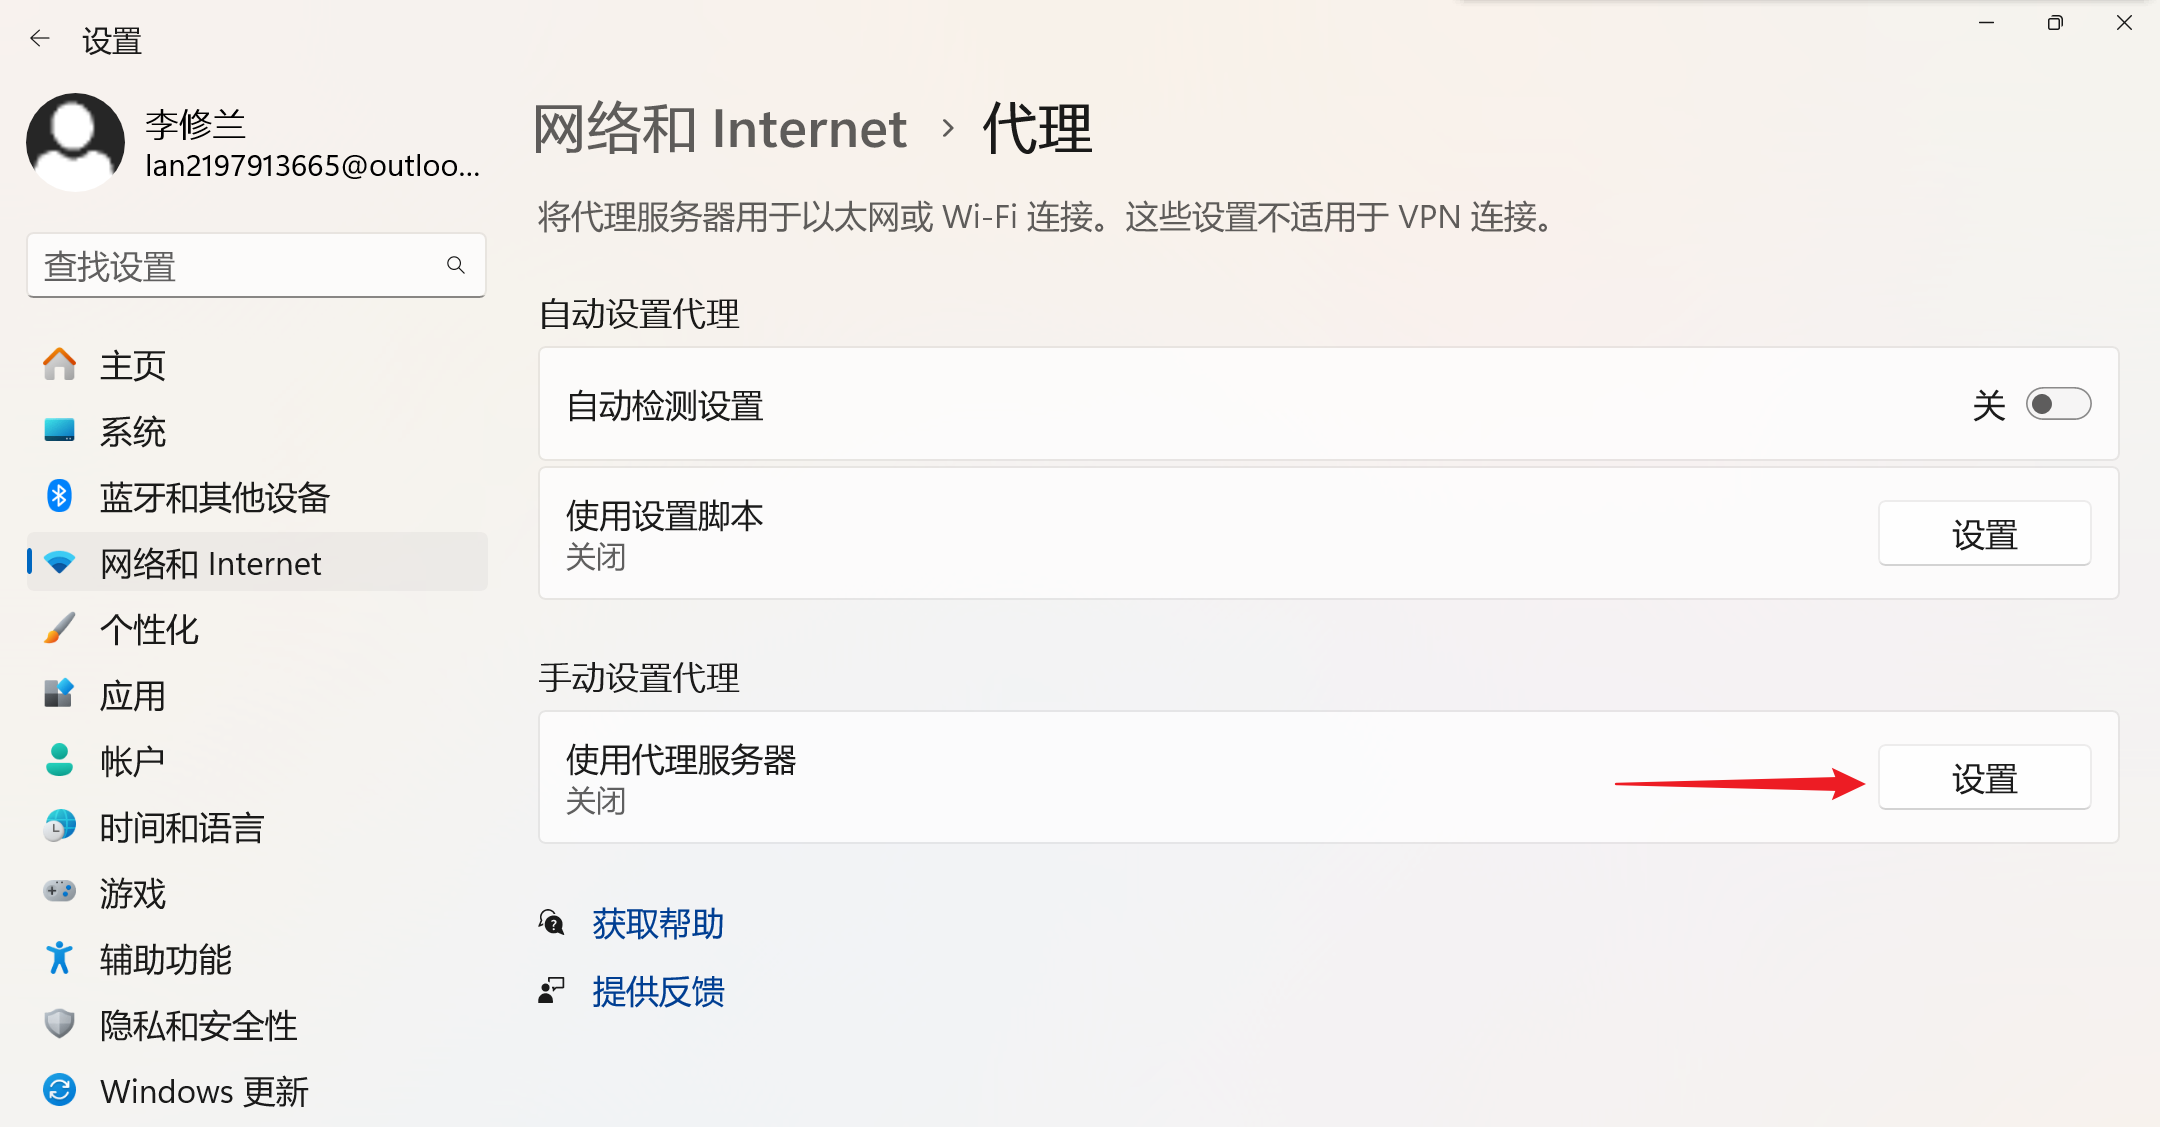 设置
李修兰
lan2197913665@outloo...
查找设置
主页
系统
蓝牙和其他设备
网络和 Internet
个性化
应用
帐户
时间和语言
游戏
辅助功能
隐私和安全性
Windows 更新
网络和 Internet › 代理
将代理服务器用于以太网或 Wi-Fi 连接。这些设置不适用于 VPN 连接。
自动设置代理
自动检测设置
关
使用设置脚本
关闭
设置
手动设置代理
使用代理服务器
关闭
设置
获取帮助
提供反馈